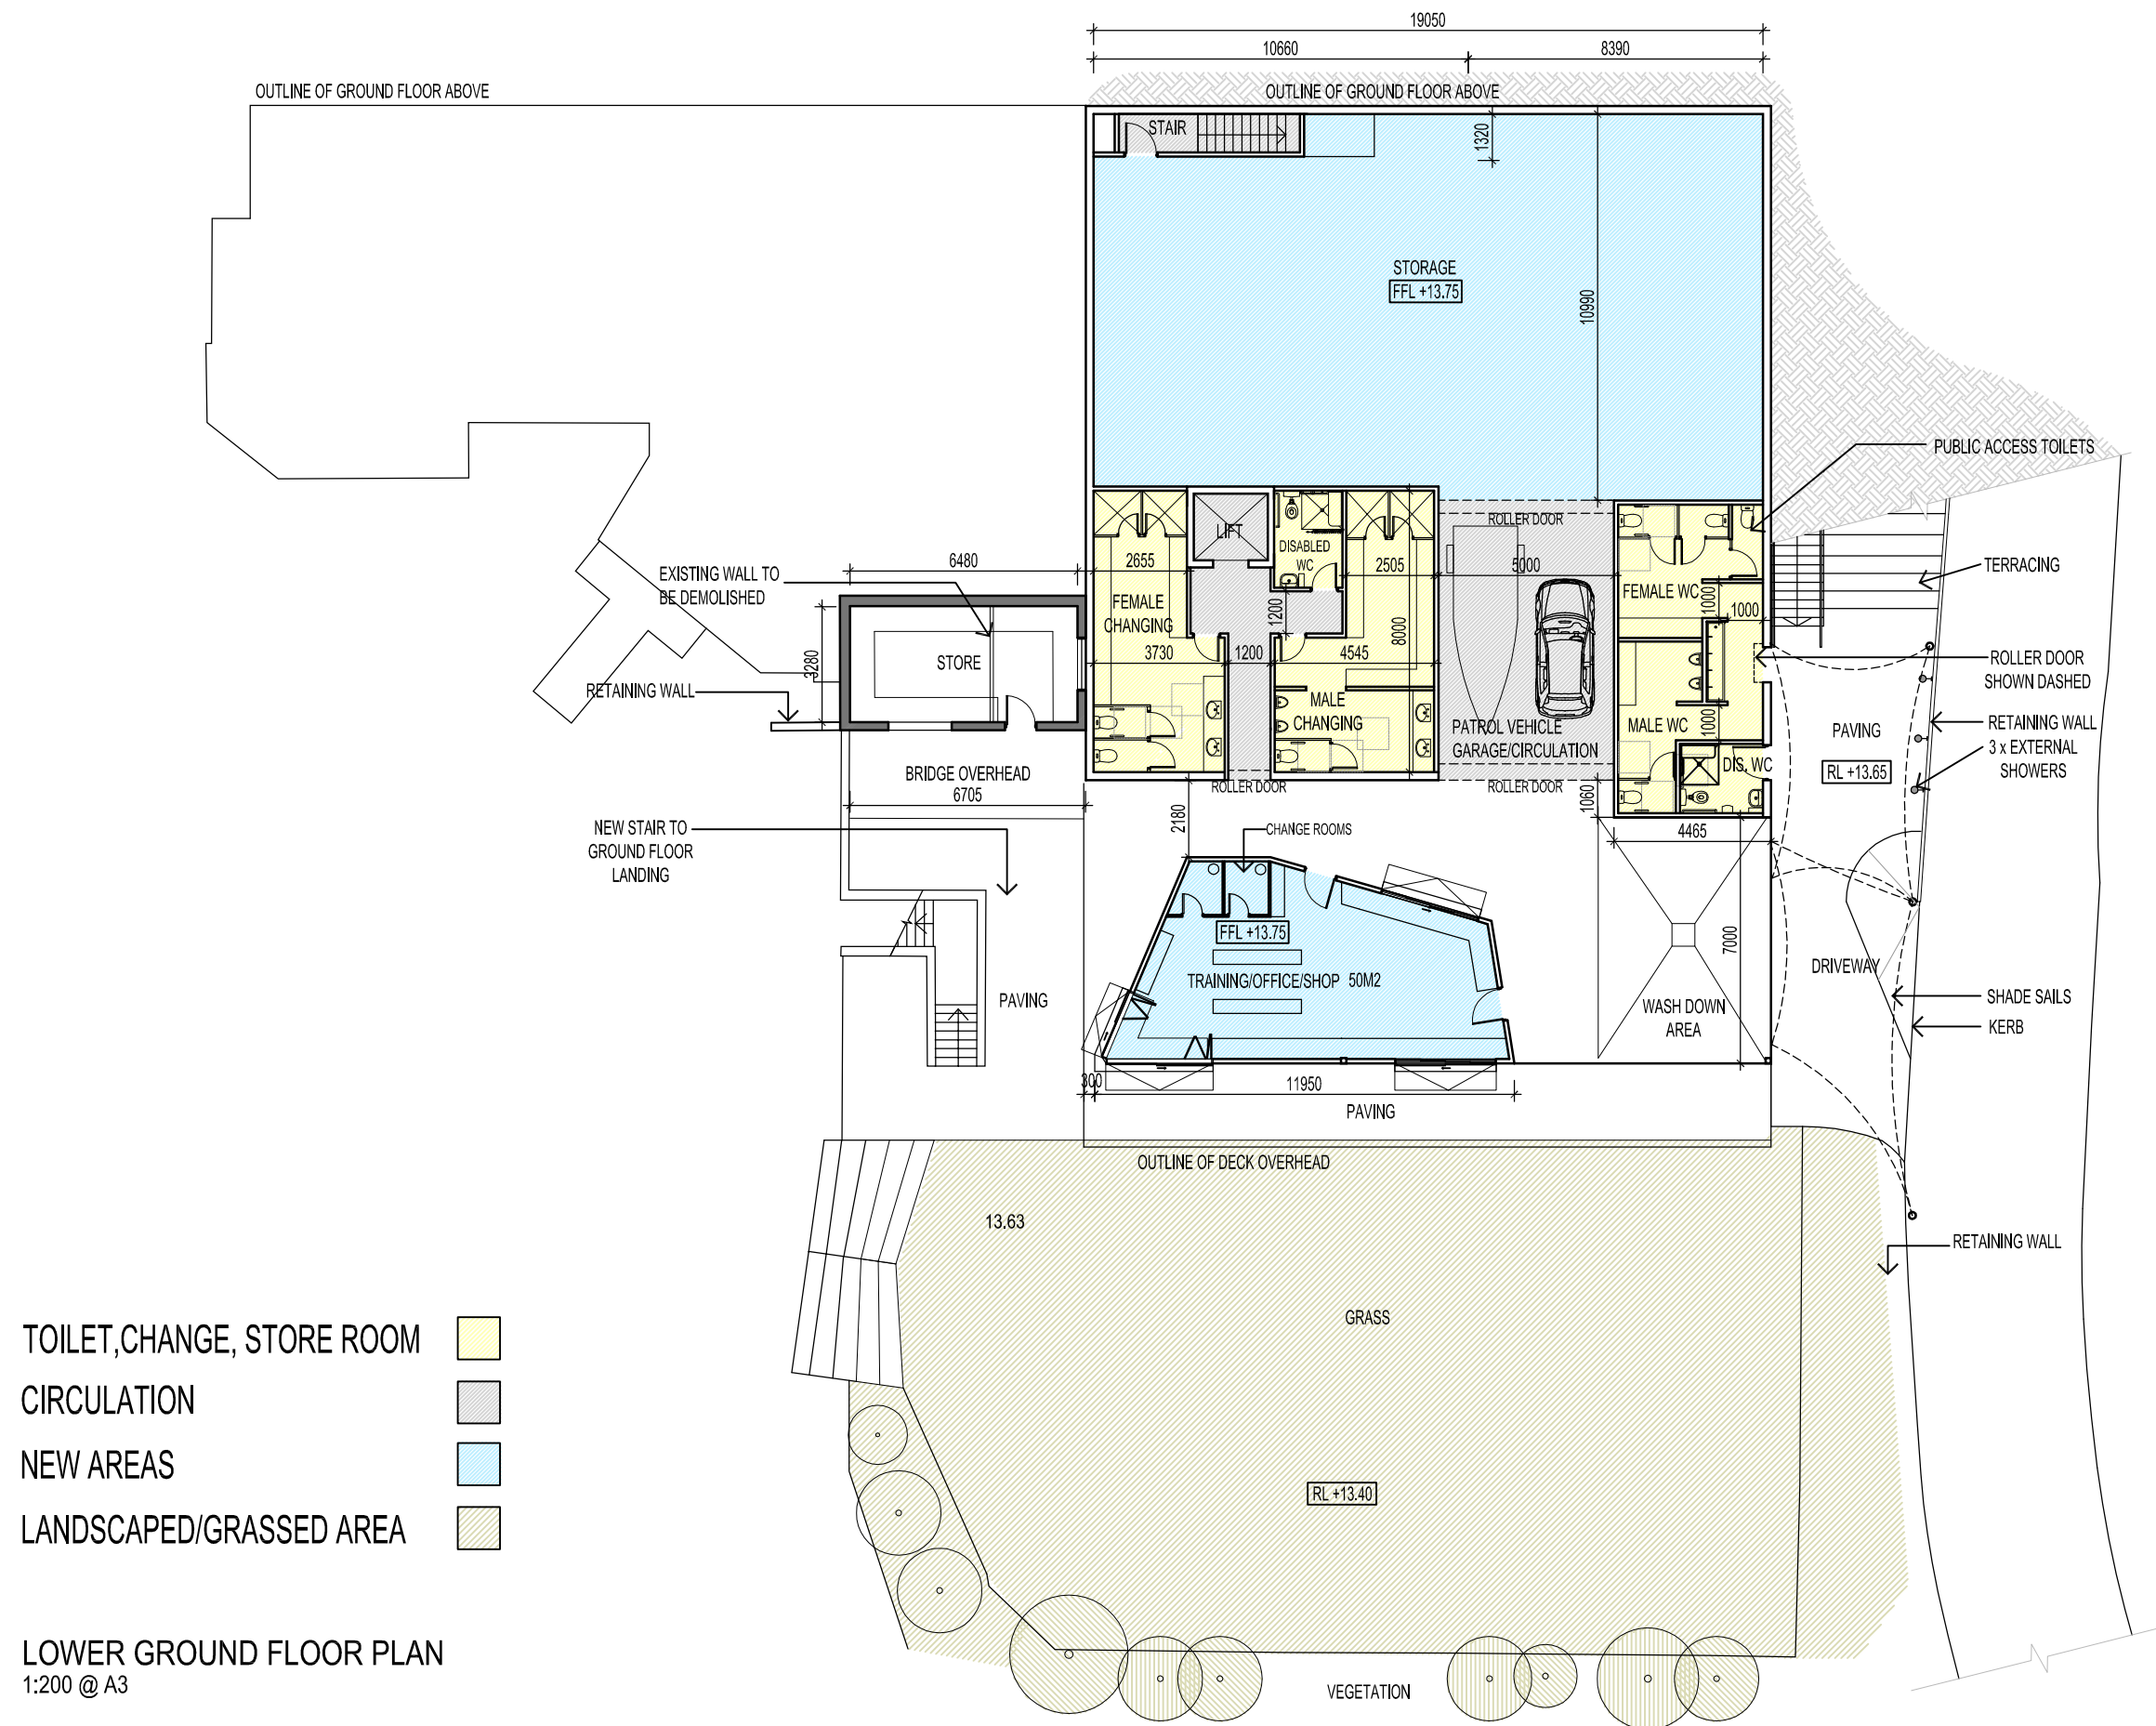 19050
10660
8390
OUTLINE OF GROUND FLOOR ABOVE
OUTLINE OF GROUND FLOOR ABOVE
STAIR
1320
STORAGE
FFL +13.75
10990
PUBLIC ACCESS TOILETS
ROLLER DOOR
LIFT
DISABLED
WC
6480
2655
2505
5000
EXISTING WALL TO
BE DEMOLISHED
TERRACING
FEMALE
CHANGING
FEMALE WC
1000
1000
1200
8000
3280
STORE
3730
1200
4545
ROLLER DOOR
SHOWN DASHED
RETAINING WALL
MALE
CHANGING
PATROL VEHICLE
GARAGE/CIRCULATION
MALE WC
1000
PAVING
RETAINING WALL
3 x EXTERNAL
SHOWERS
DIS. WC
RL +13.65
BRIDGE OVERHEAD
6705
ROLLER DOOR
ROLLER DOOR
1060
2180
NEW STAIR TO
GROUND FLOOR
LANDING
CHANGE ROOMS
4465
FFL +13.75
7000
TRAINING/OFFICE/SHOP 50M2
DRIVEWAY
PAVING
WASH DOWN
AREA
SHADE SAILS
KERB
300
11950
PAVING
OUTLINE OF DECK OVERHEAD
13.63
RETAINING WALL
GRASS
TOILET,CHANGE, STORE ROOM
CIRCULATION
NEW AREAS
RL +13.40
LANDSCAPED/GRASSED AREA
LOWER GROUND FLOOR PLAN
1:200 @ A3
VEGETATION